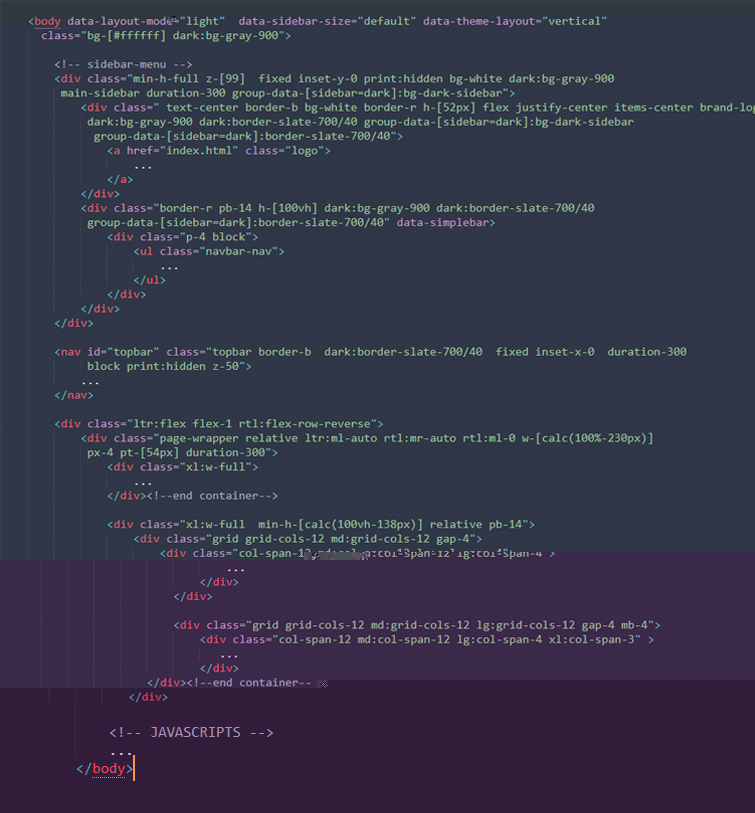 <body data-layout-mode="light"  data-sidebar-size="default" data-theme-layout="vertical"
class="bg-[#ffffff] dark:bg-gray-900">
<!-- sidebar-menu -->
<div class="min-h-full z-[99]  fixed inset-y-0 print:hidden bg-white dark:bg-gray-900
main-sidebar duration-300 group-data-[sidebar=dark]:bg-dark-sidebar">
<div class=" text-center border-b bg-white border-r h-[52px] flex justify-center items-center brand-log
dark:bg-gray-900 dark:border-slate-700/40 group-data-[sidebar=dark]:bg-dark-sidebar
group-data-[sidebar=dark]:border-slate-700/40">
<a href="index.html" class="logo">
...
</a>
</div>
<div class="border-r pb-14 h-[100vh] dark:bg-gray-900 dark:border-slate-700/40
group-data-[sidebar=dark]:border-slate-700/40" data-simplebar>
<div class="p-4 block">
<ul class="navbar-nav">
...
</ul>
</div>
</div>
</div>
<nav id="topbar" class="topbar border-b  dark:border-slate-700/40  fixed inset-x-0  duration-300
block print:hidden z-50">
...
</nav>
<div class="ltr:flex flex-1 rtl:flex-row-reverse">
<div class="page-wrapper relative ltr:ml-auto rtl:mr-auto rtl:ml-0 w-[calc(100%-230px)]
px-4 pt-[54px] duration-300">
<div class="xl:w-full">
...
</div><!--end container-->
<div class="xl:w-full  min-h-[calc(100vh-138px)] relative pb-14">
<div class="grid grid-cols-12 md:grid-cols-12 gap-4">
<div class="col-span-12
...
</div>
</div>
<div class="grid grid-cols-12 md:grid-cols-12 lg:grid-cols-12 gap-4 mb-4">
<div class="col-span-12 md:col-span-12 lg:col-span-4 xl:col-span-3" >
...
</div>
</div><!--end container--
</div>
<!-- JAVASCRIPTS -->
...
</body>